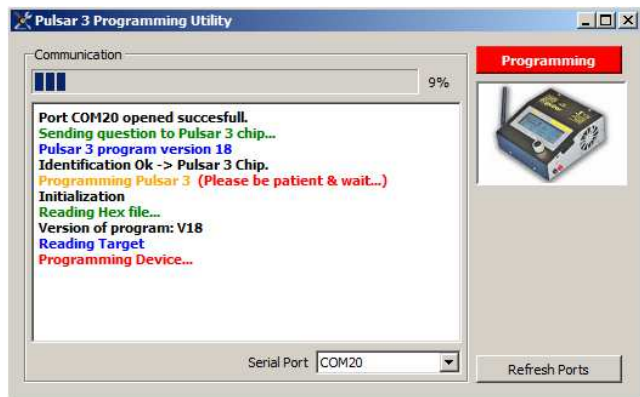 Pulsar 3 Programming Utility
Communication
9%
Programming
Port COM20 opened succesfull.
Sending question to Pulsar 3 chip...
Pulsar 3 program version 18
Identification Ok -> Pulsar 3 Chip.
Programming Pulsar 3 (Please be patient & wait...)
Initialization
Reading Hex file...
Version of program: V18
Reading Target
Programming Device...
Serial Port COM20
Refresh Ports